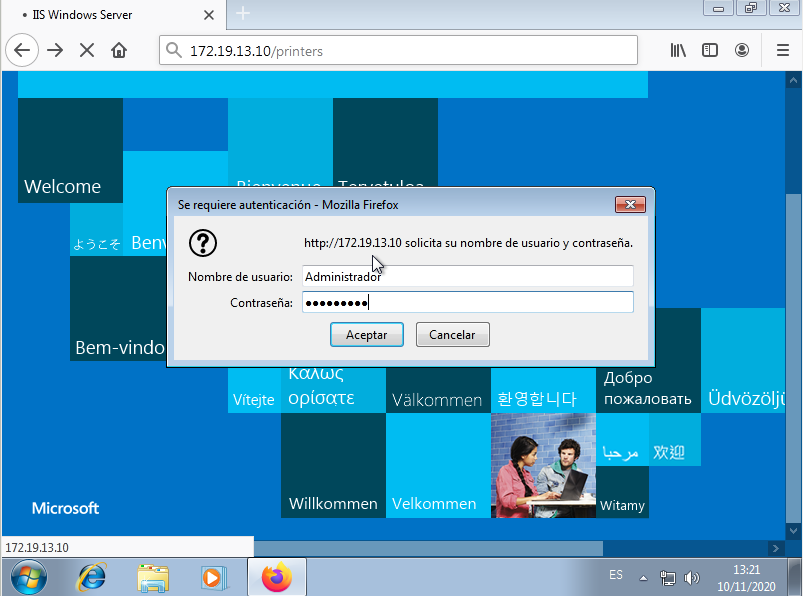 IIS Windows Server
172.19.13.10/printers
Welcome
Bienvenue
Tervetuloa
ようこそ
Benv
Se requiere autenticación - Mozilla Firefox
http://172.19.13.10 solicita su nombre de usuario y contraseña.
Nombre de usuario:
Administrador
Contraseña:
•••••••••
Aceptar
Cancelar
Bem-vindo
Vítejte
Καλώς
ορίσατε
Välkommen
환영합니다
Добро
пожаловать
Üdvözöljü
مرحبا
欢迎
Willkommen
Velkommen
Witamy
Microsoft
172.19.13.10
ES
13:21
10/11/2020